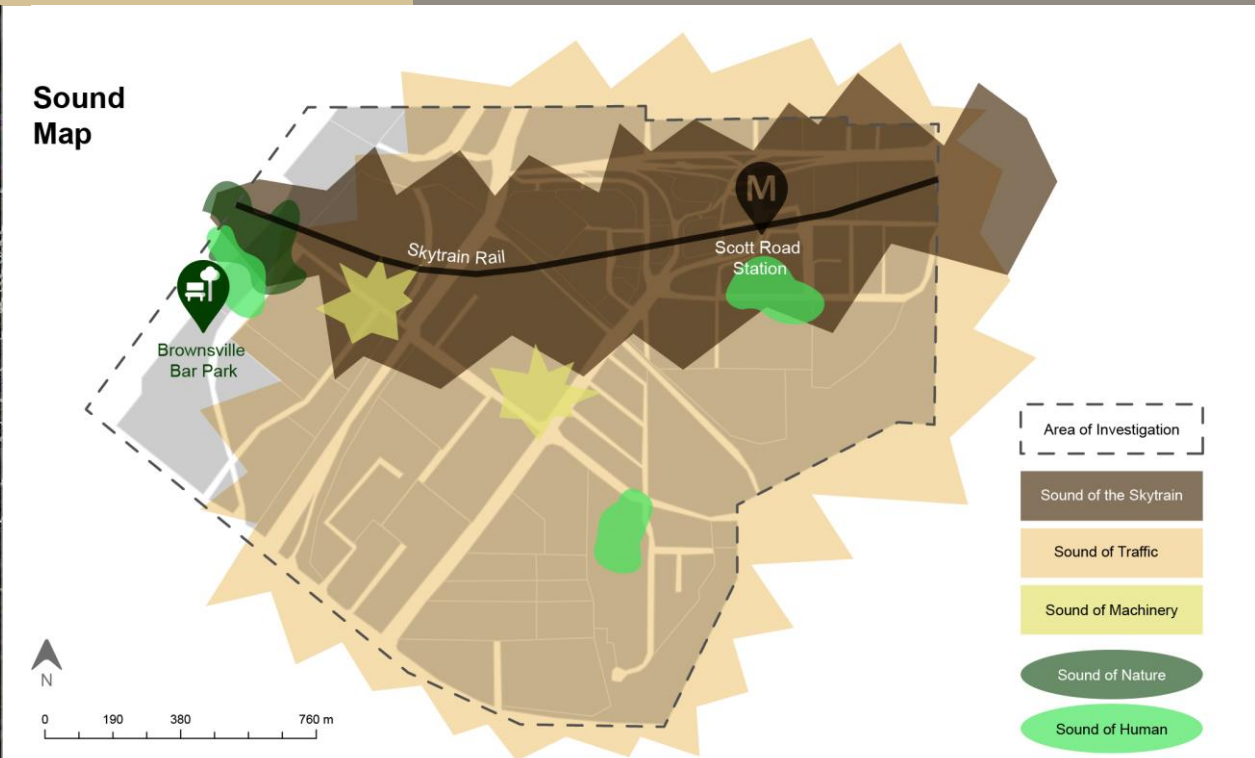 Sound
Map
M
Skytrain Rail
Scott Road
Station
Brownsville
Bar Park
Area of Investigation
Sound of the Skytrain
Sound of Traffic
Sound of Machinery
Sound of Nature
Sound of Human
N
0 190 380 760 m